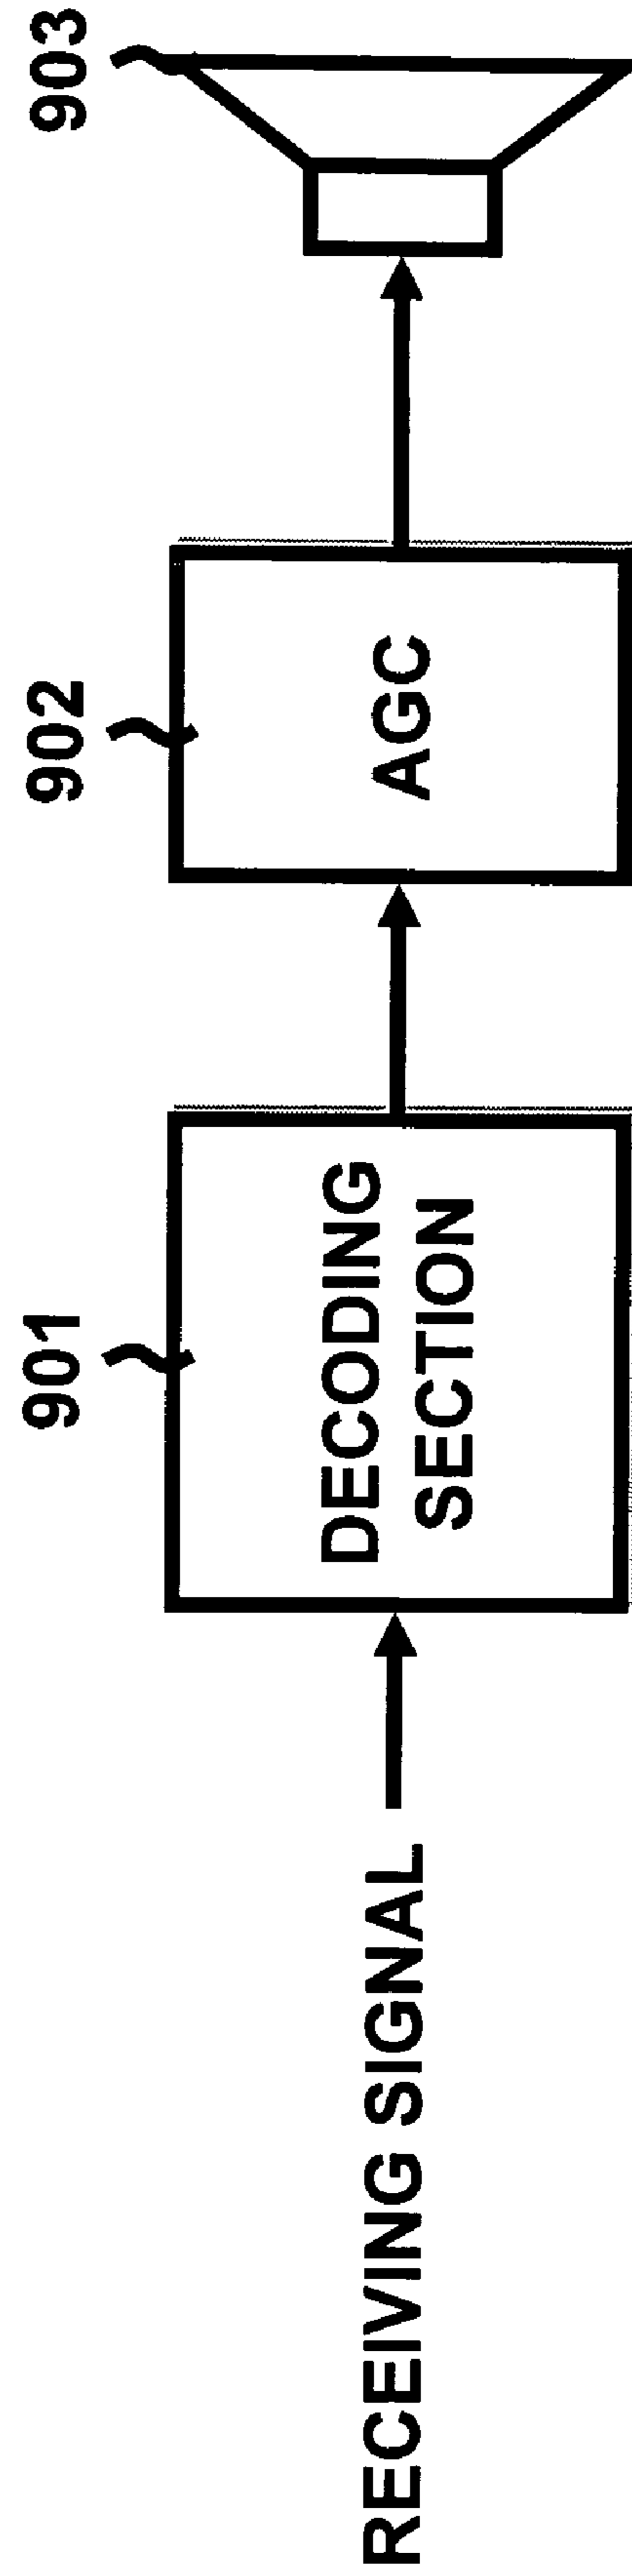 901
902
903
RECEIVING SIGNAL
DECODING
SECTION
AGC